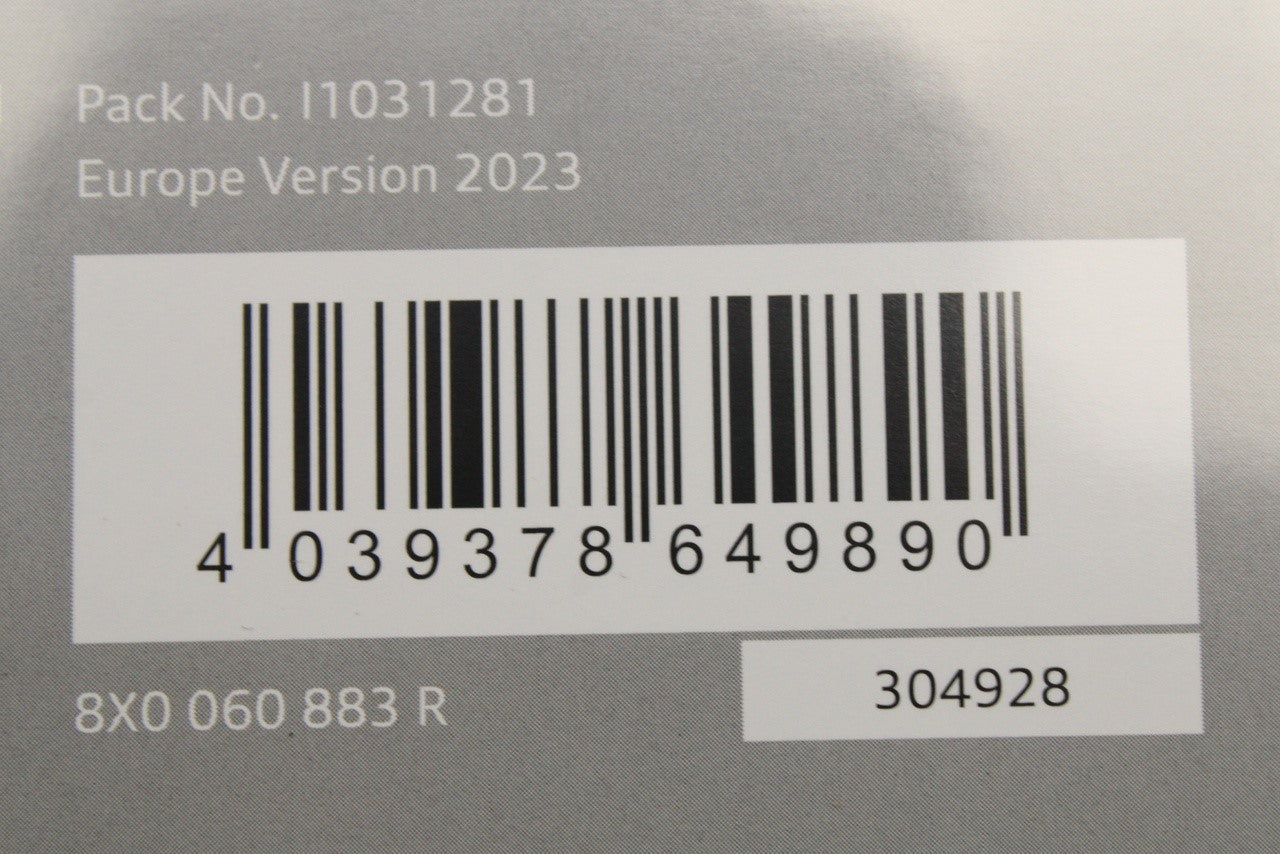 Pack No. I1031281
Europe Version 2023
4 039378 649890
8X0 060 883 R
304928